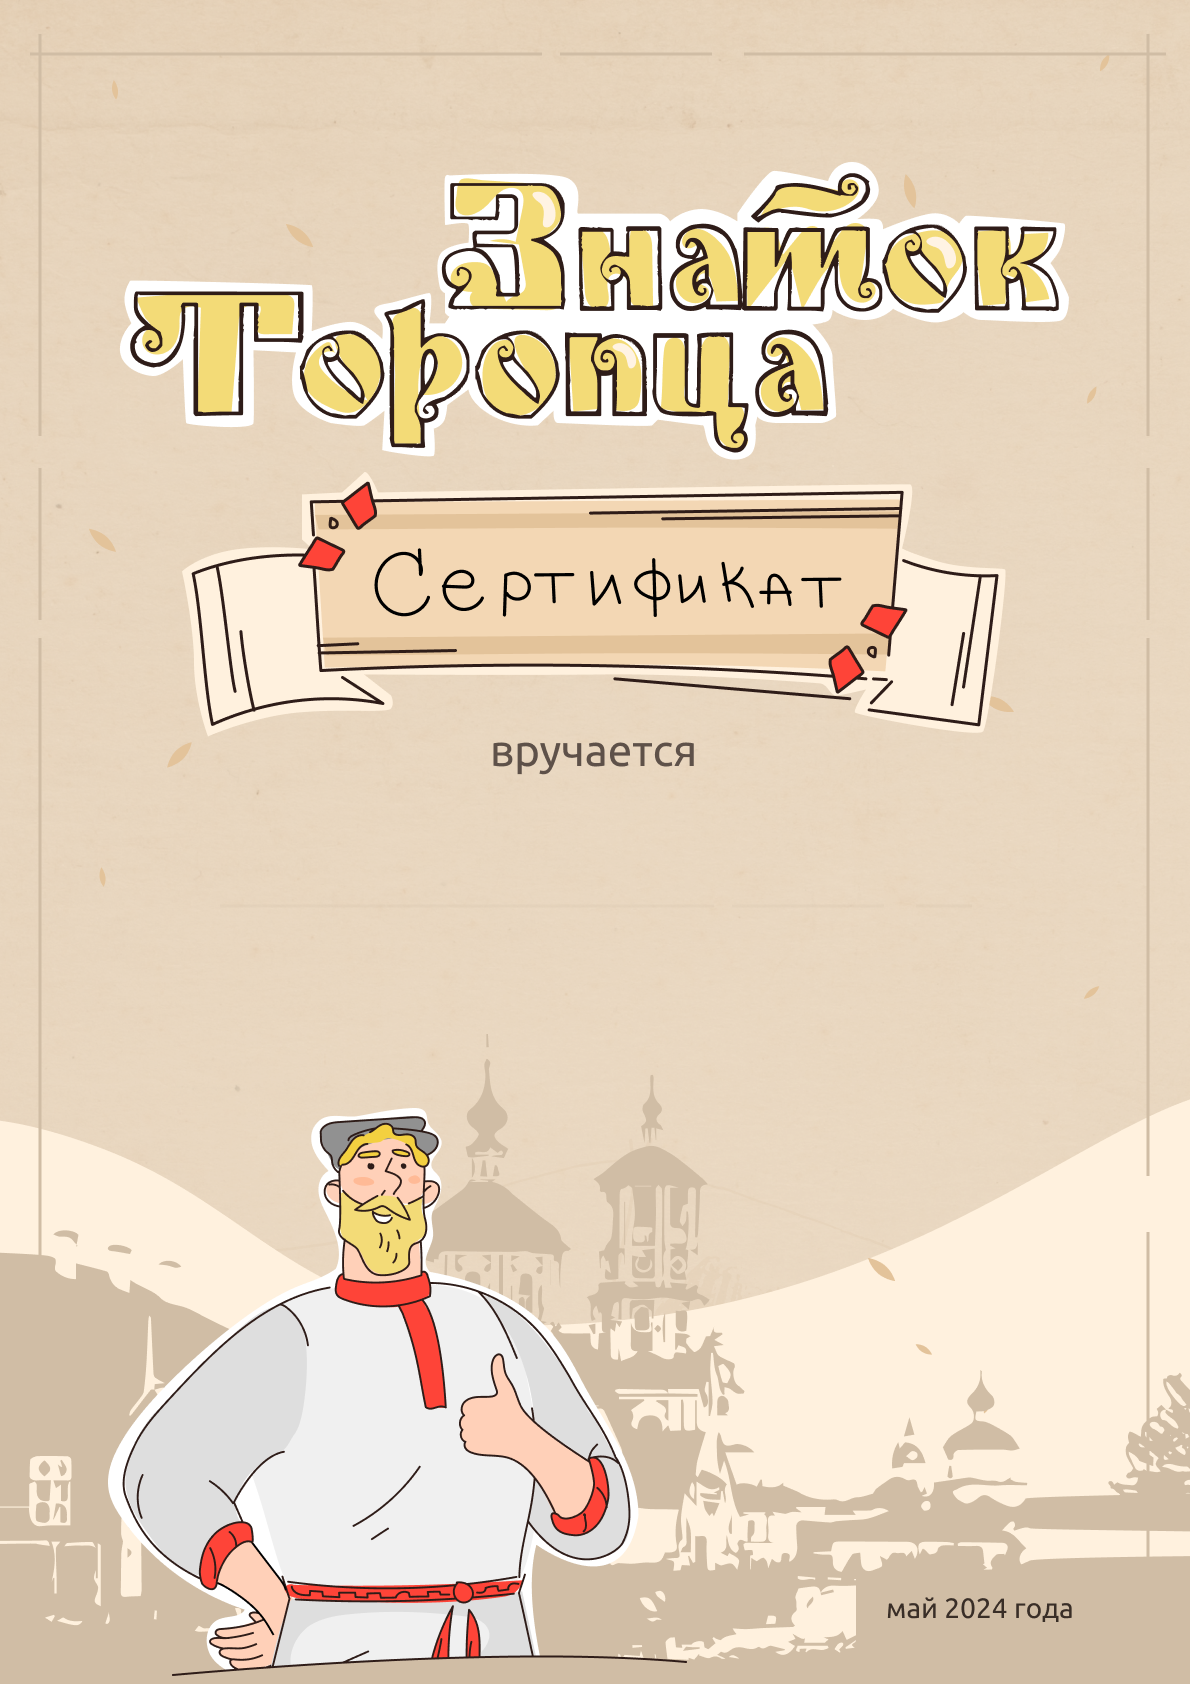 Знаток
Торопца
Сертификат
вручается
май 2024 года